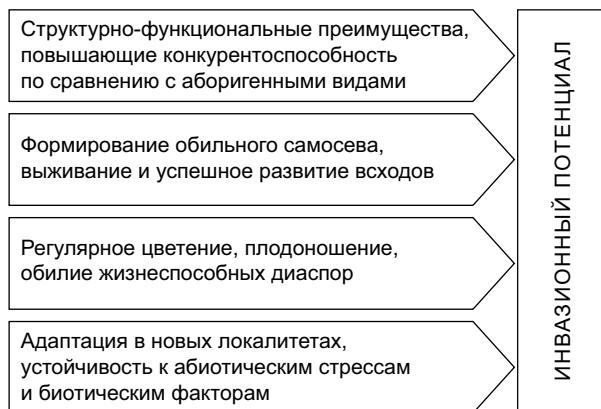 Структурно-функциональные преимущества,
повышающие конкурентоспособность
по сравнению с аборигенными видами
Формирование обильного самосева,
выживание и успешное развитие всходов
Регулярное цветение, плодоношение,
обилие жизнеспособных диаспор
Адаптация в новых локалитетах,
устойчивость к абиотическим стрессам
и биотическим факторам
ИНВАЗИОННЫЙ ПОТЕНЦИАЛ